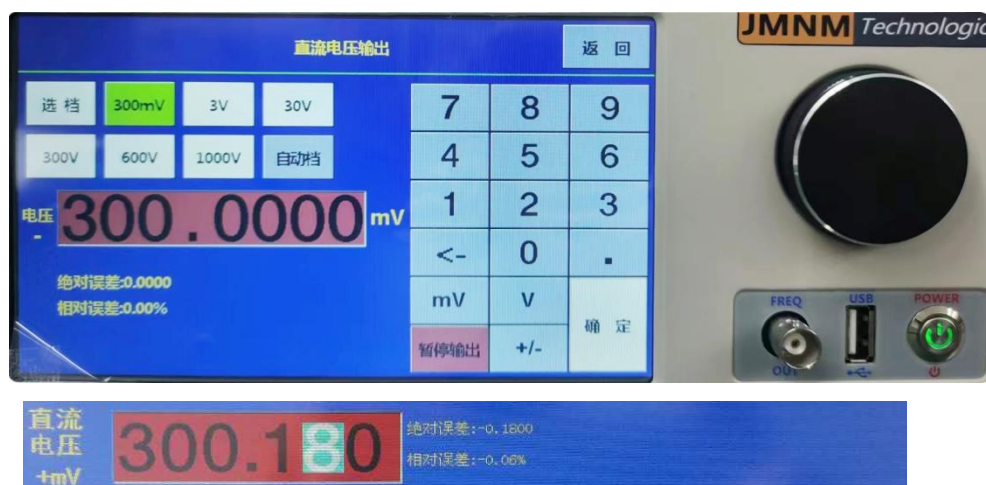 直流电压输出
返 回
JMNM Technologic
选 档 300mV 3V 30V
300V 600V 1000V 自动档
电压 - 300.0000 mV
绝对误差:0.0000
相对误差:0.00%
7 8 9
4 5 6
1 2 3
<- 0 .
mV V
确 定
暂停输出 +/-
FREQ USB POWER
OUT
直流
电压
+mV
300.180
绝对误差:-0.1800
相对误差:-0.06%